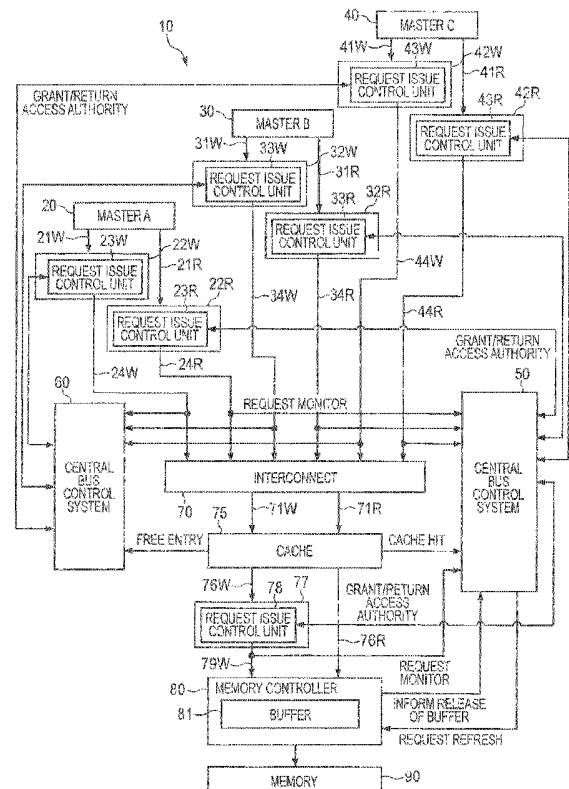 10
40
MASTER C
41W
43W
42W
41R
REQUEST ISSUE
CONTROL UNIT
43R
42R
REQUEST ISSUE
CONTROL UNIT
GRANT/RETURN
ACCESS AUTHORITY
30
MASTER B
31W
33W
32W
31R
REQUEST ISSUE
CONTROL UNIT
33R
32R
REQUEST ISSUE
CONTROL UNIT
20
MASTER A
21W
23W
22W
21R
REQUEST ISSUE
CONTROL UNIT
23R
22R
REQUEST ISSUE
CONTROL UNIT
34W
34R
44W
44R
24W
24R
GRANT/RETURN
ACCESS AUTHORITY
60
REQUEST MONITOR
50
CENTRAL
BUS
CONTROL
SYSTEM
INTERCONNECT
CENTRAL
BUS
CONTROL
SYSTEM
70
71W
71R
75
FREE ENTRY
CACHE
CACHE HIT
76W
78
77
REQUEST ISSUE
CONTROL UNIT
GRANT/RETURN
ACCESS
AUTHORITY
76R
79W
REQUEST
MONITOR
80
MEMORY CONTROLLER
81
BUFFER
INFORM RELEASE
OF BUFFER
REQUEST REFRESH
MEMORY
90